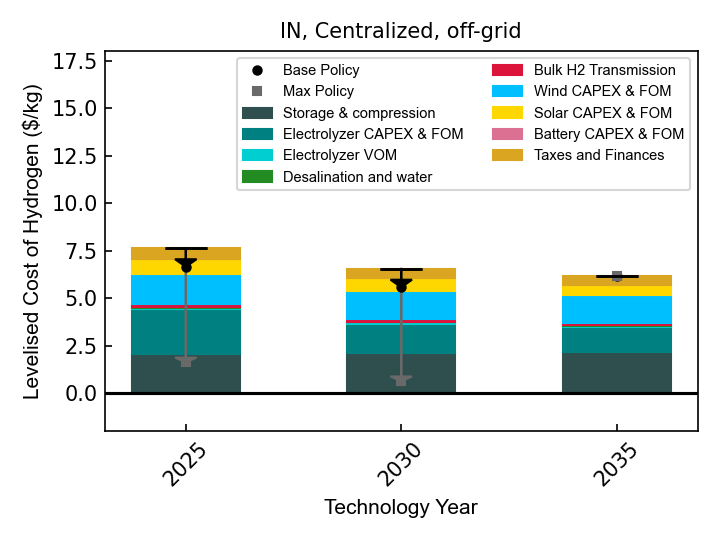 IN, Centralized, off-grid
Levelised Cost of Hydrogen ($/kg)
17.5
15.0
12.5
10.0
7.5
5.0
2.5
0.0
Base Policy
Max Policy
Storage & compression
Electrolyzer CAPEX & FOM
Electrolyzer VOM
Desalination and water
Bulk H2 Transmission
Wind CAPEX & FOM
Solar CAPEX & FOM
Battery CAPEX & FOM
Taxes and Finances
2025
2030
2035
Technology Year